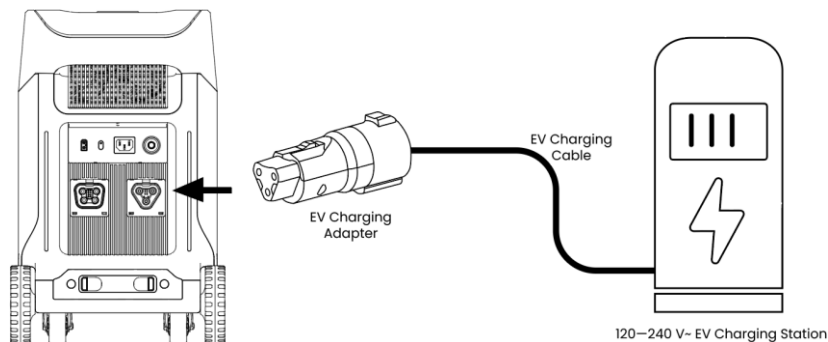 EV Charging
Cable
EV Charging
Adapter
120—240 V~ EV Charging Station